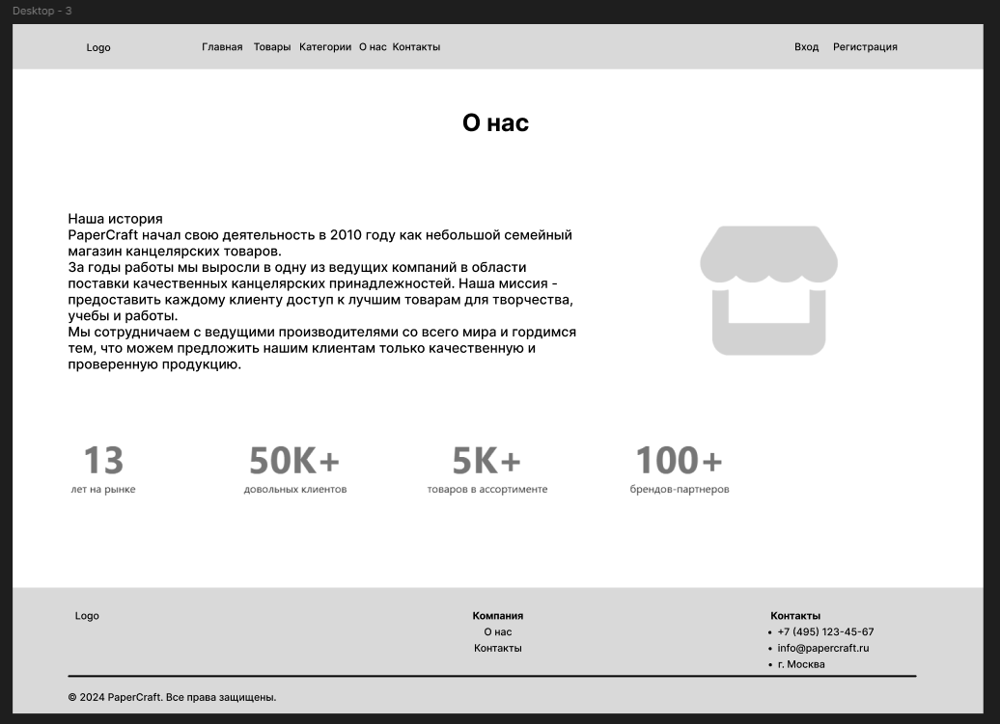 Desktop - 3
Logo Главная Товары Категории О нас Контакты Вход Регистрация
О нас
Наша история
PaperCraft начал свою деятельность в 2010 году как небольшой семейный
магазин канцелярских товаров.
За годы работы мы выросли в одну из ведущих компаний в области
поставки качественных канцелярских принадлежностей. Наша миссия -
предоставить каждому клиенту доступ к лучшим товарам для творчества,
учебы и работы.
Мы сотрудничаем с ведущими производителями со всего мира и гордимся
тем, что можем предложить нашим клиентам только качественную и
проверенную продукцию.
13
лет на рынке
50K+
довольных клиентов
5K+
товаров в ассортименте
100+
брендов-партнеров
Logo
Компания
О нас
Контакты
Контакты
• +7 (495) 123-45-67
• info@papercraft.ru
• г. Москва
© 2024 PaperCraft. Все права защищены.